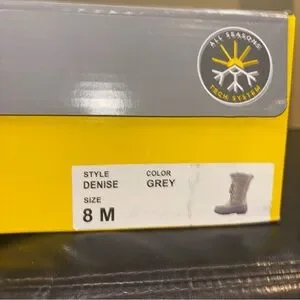 ALL SEASONS
TECH SYSTEM
STYLE COLOR
DENISE GREY
SIZE
8 M